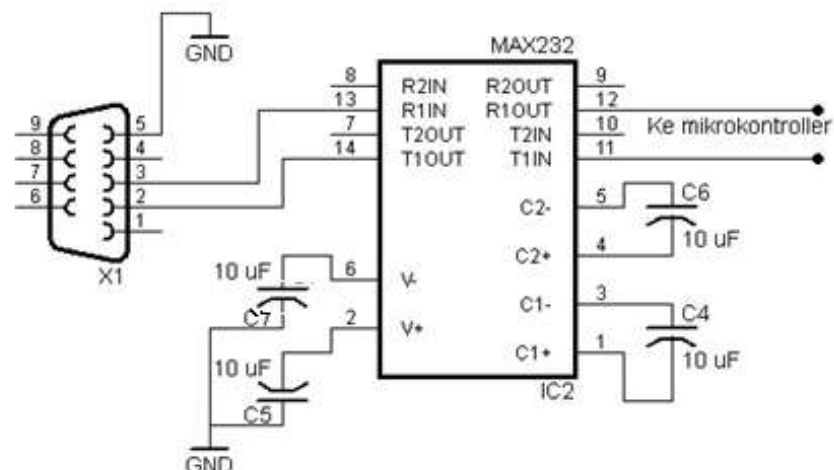 GND
MAX232
8 R2IN R2OUT 9
13 R1IN R1OUT 12
7 T2OUT T2IN 10
14 T1OUT T1IN 11
Ke mikrokontroller
9 5
8 4
7 3
6 2
1
X1
C2- 5 C6
C2+ 4 10 uF
10 uF 6 V-
C7
C1- 3 C4
2 V+
C1+ 1 10 uF
10 uF
C5
IC2
GND